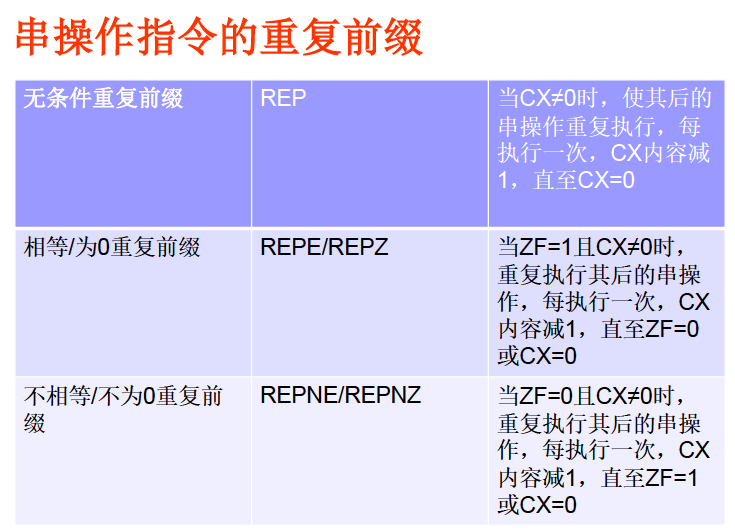 串操作指令的重复前缀
无条件重复前缀
REP
当CX≠0时，使其后的
串操作重复执行，每
执行一次，CX内容减
1，直至CX=0
相等/为0重复前缀
REPE/REPZ
当ZF=1且CX≠0时，
重复执行其后的串操
作，每执行一次，CX
内容减1，直至ZF=0
或CX=0
不相等/不为0重复前
缀
REPNE/REPNZ
当ZF=0且CX≠0时，
重复执行其后的串操
作，每执行一次，CX
内容减1，直至ZF=1
或CX=0